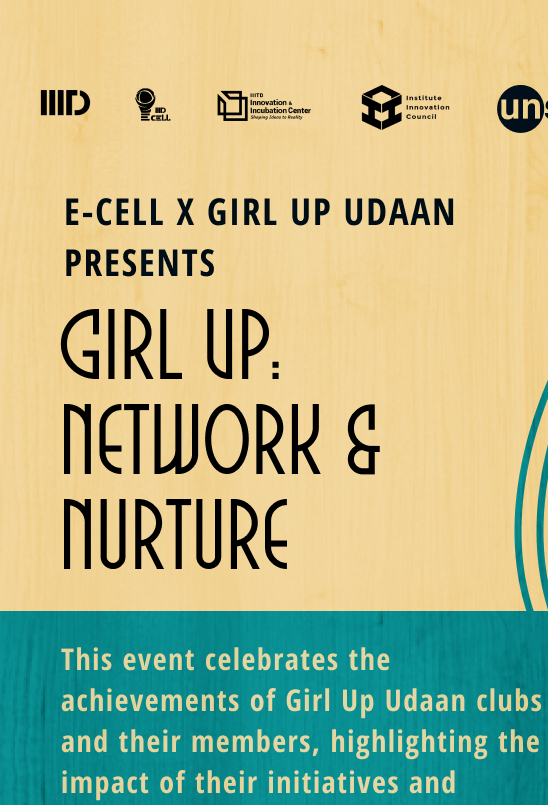 IIITD
IIID
CELL
IIITD
Innovation &
Incubation Center
Shaping Ideas to Reality
Institute
Innovation
Council
uns
E-CELL X GIRL UP UDAAN
PRESENTS
GIRL UP:
NETWORK &
NURTURE
This event celebrates the
achievements of Girl Up Udaan clubs
and their members, highlighting the
impact of their initiatives and